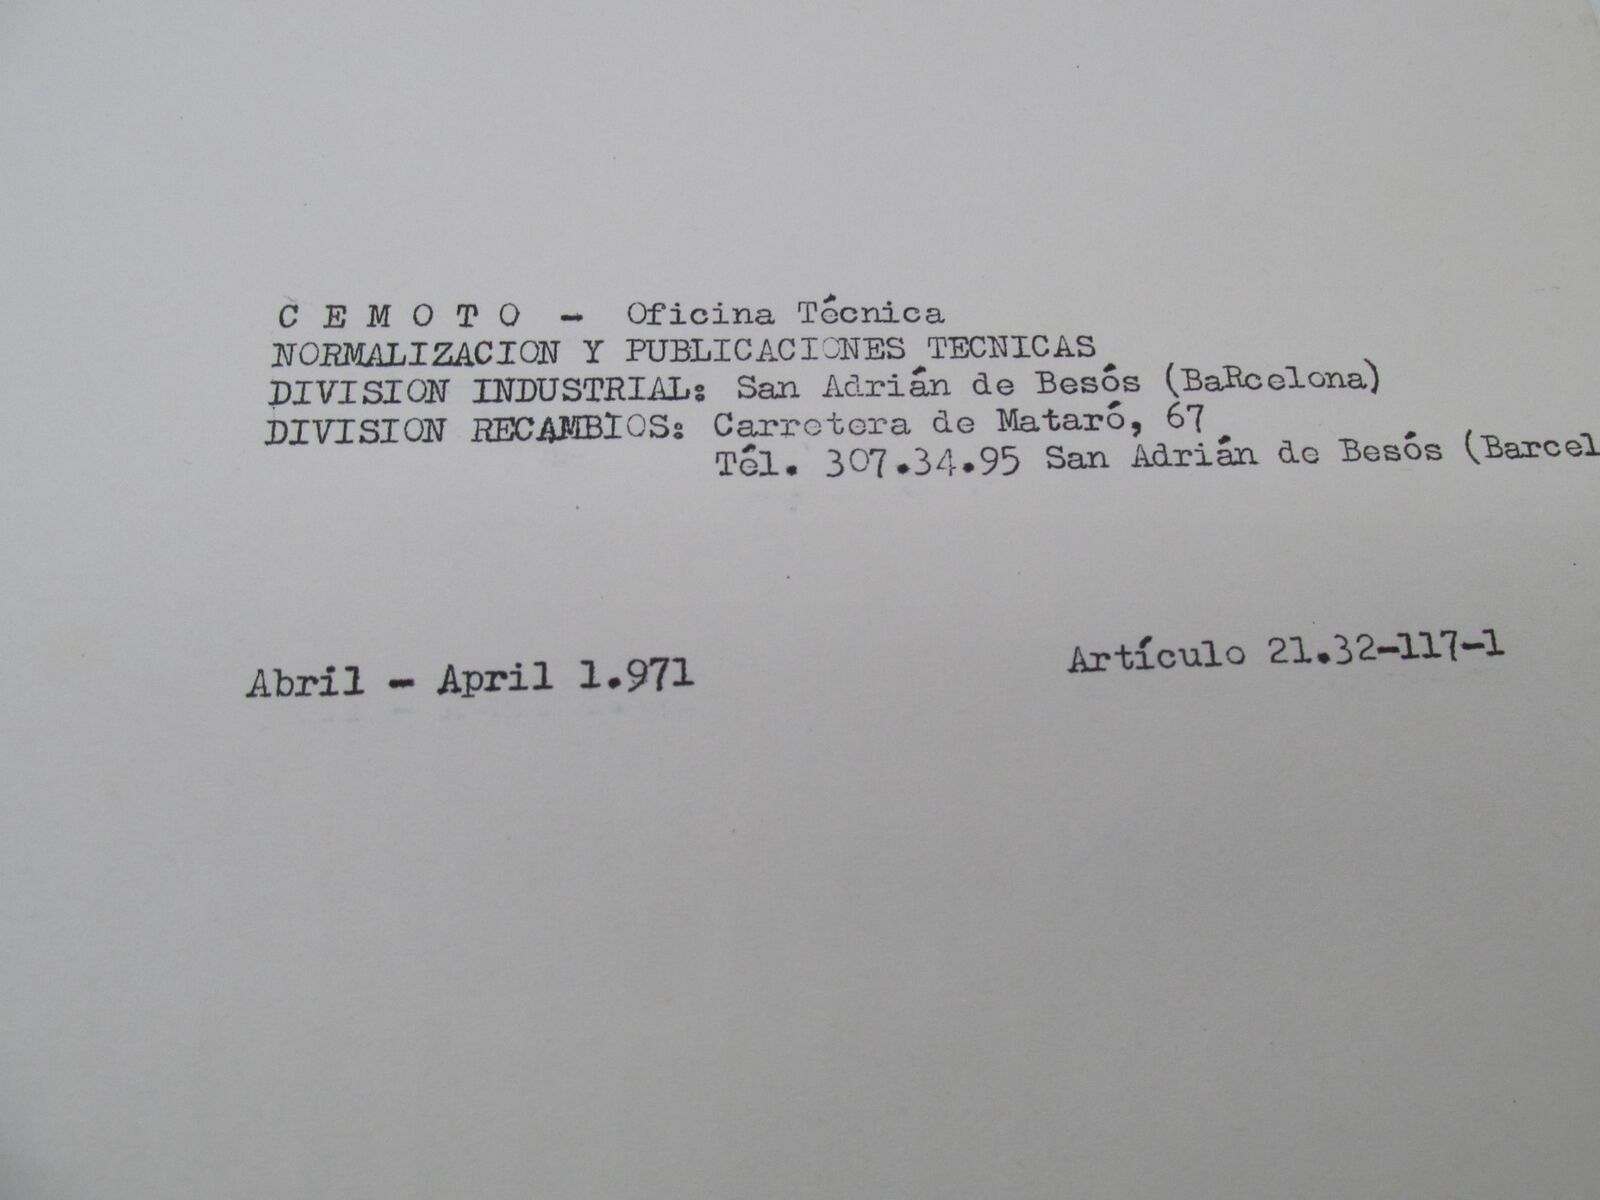 C E M O T O - Oficina Técnica
NORMALIZACION Y PUBLICACIONES TECNICAS
DIVISION INDUSTRIAL: San Adrián de Besós (BaRcelona)
DIVISION RECAMBIOS: Carretera de Mataró, 67
Tél. 307.34.95 San Adrián de Besós (Barcel
Abril - April 1.971
Artículo 21.32-117-1